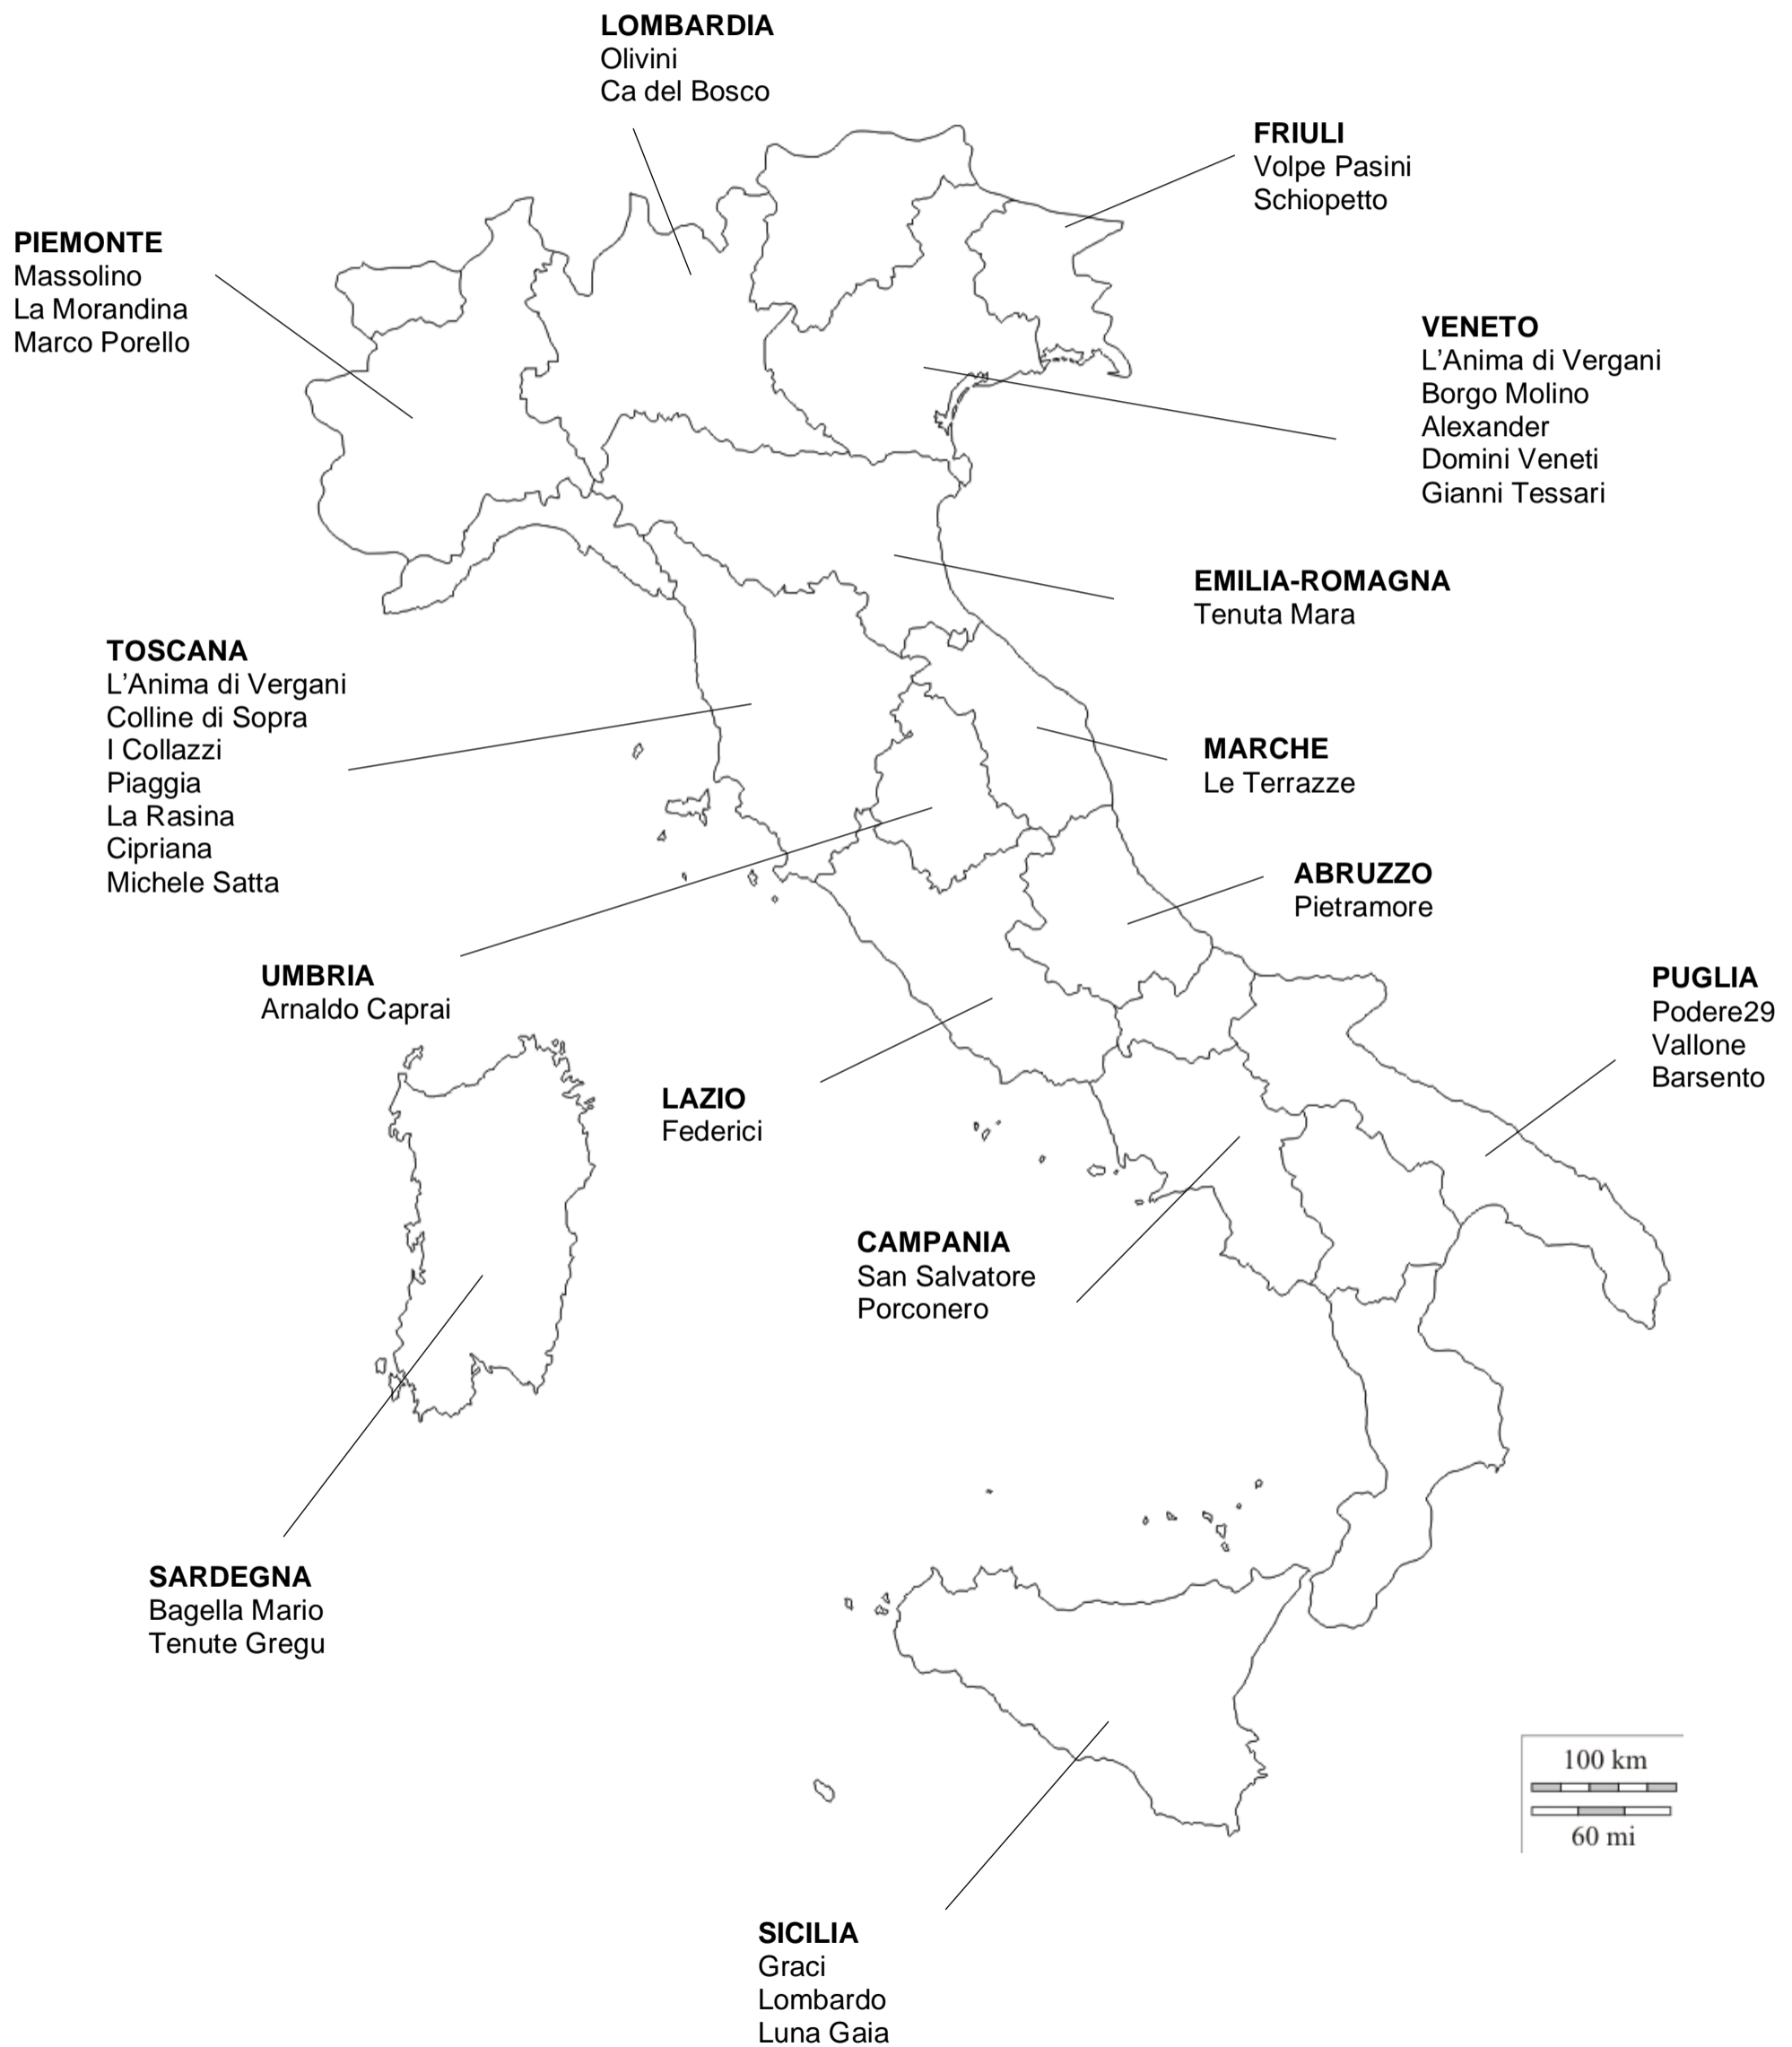 LOMBARDIA
Olivini
Ca del Bosco
FRIULI
Volpe Pasini
Schiopetto
PIEMONTE
Massolino
La Morandina
Marco Porello
VENETO
L’Anima di Vergani
Borgo Molino
Alexander
Domini Veneti
Gianni Tessari
EMILIA-ROMAGNA
Tenuta Mara
TOSCANA
L’Anima di Vergani
Colline di Sopra
I Collazzi
Piaggia
La Rasina
Cipriana
Michele Satta
MARCHE
Le Terrazze
ABRUZZO
Pietramore
UMBRIA
Arnaldo Caprai
PUGLIA
Podere29
Vallone
Barsento
LAZIO
Federici
CAMPANIA
San Salvatore
Porconero
SARDEGNA
Bagella Mario
Tenute Gregu
100 km
60 mi
SICILIA
Graci
Lombardo
Luna Gaia